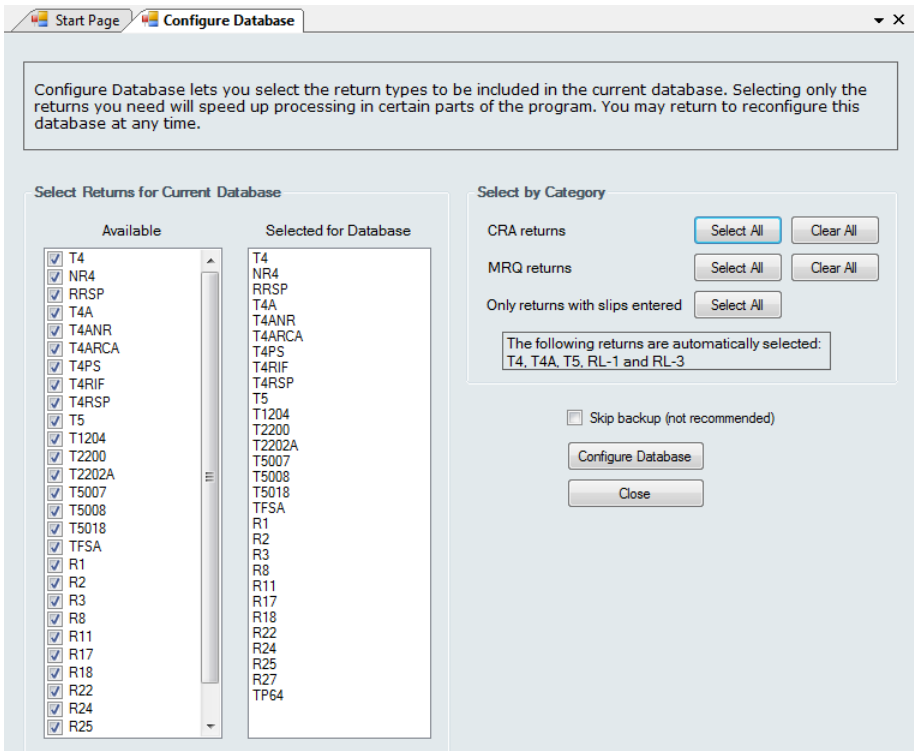 Start Page
Configure Database
Configure Database lets you select the return types to be included in the current database. Selecting only the
returns you need will speed up processing in certain parts of the program. You may return to reconfigure this
database at any time.
Select Returns for Current Database
Available
T4
NR4
RRSP
T4A
T4ANR
T4ARCA
T4PS
T4RIF
T4RSP
T5
T1204
T2200
T2202A
T5007
T5008
T5018
TFSA
R1
R2
R3
R8
R11
R17
R18
R22
R24
R25
Selected for Database
T4
NR4
RRSP
T4A
T4ANR
T4ARCA
T4PS
T4RIF
T4RSP
T5
T1204
T2200
T2202A
T5007
T5008
T5018
TFSA
R1
R2
R3
R8
R11
R17
R18
R22
R24
R25
R27
TP64
Select by Category
CRA returns Select All Clear All
MRQ returns Select All Clear All
Only returns with slips entered Select All
The following returns are automatically selected:
T4, T4A, T5, RL-1 and RL-3
Skip backup (not recommended)
Configure Database
Close